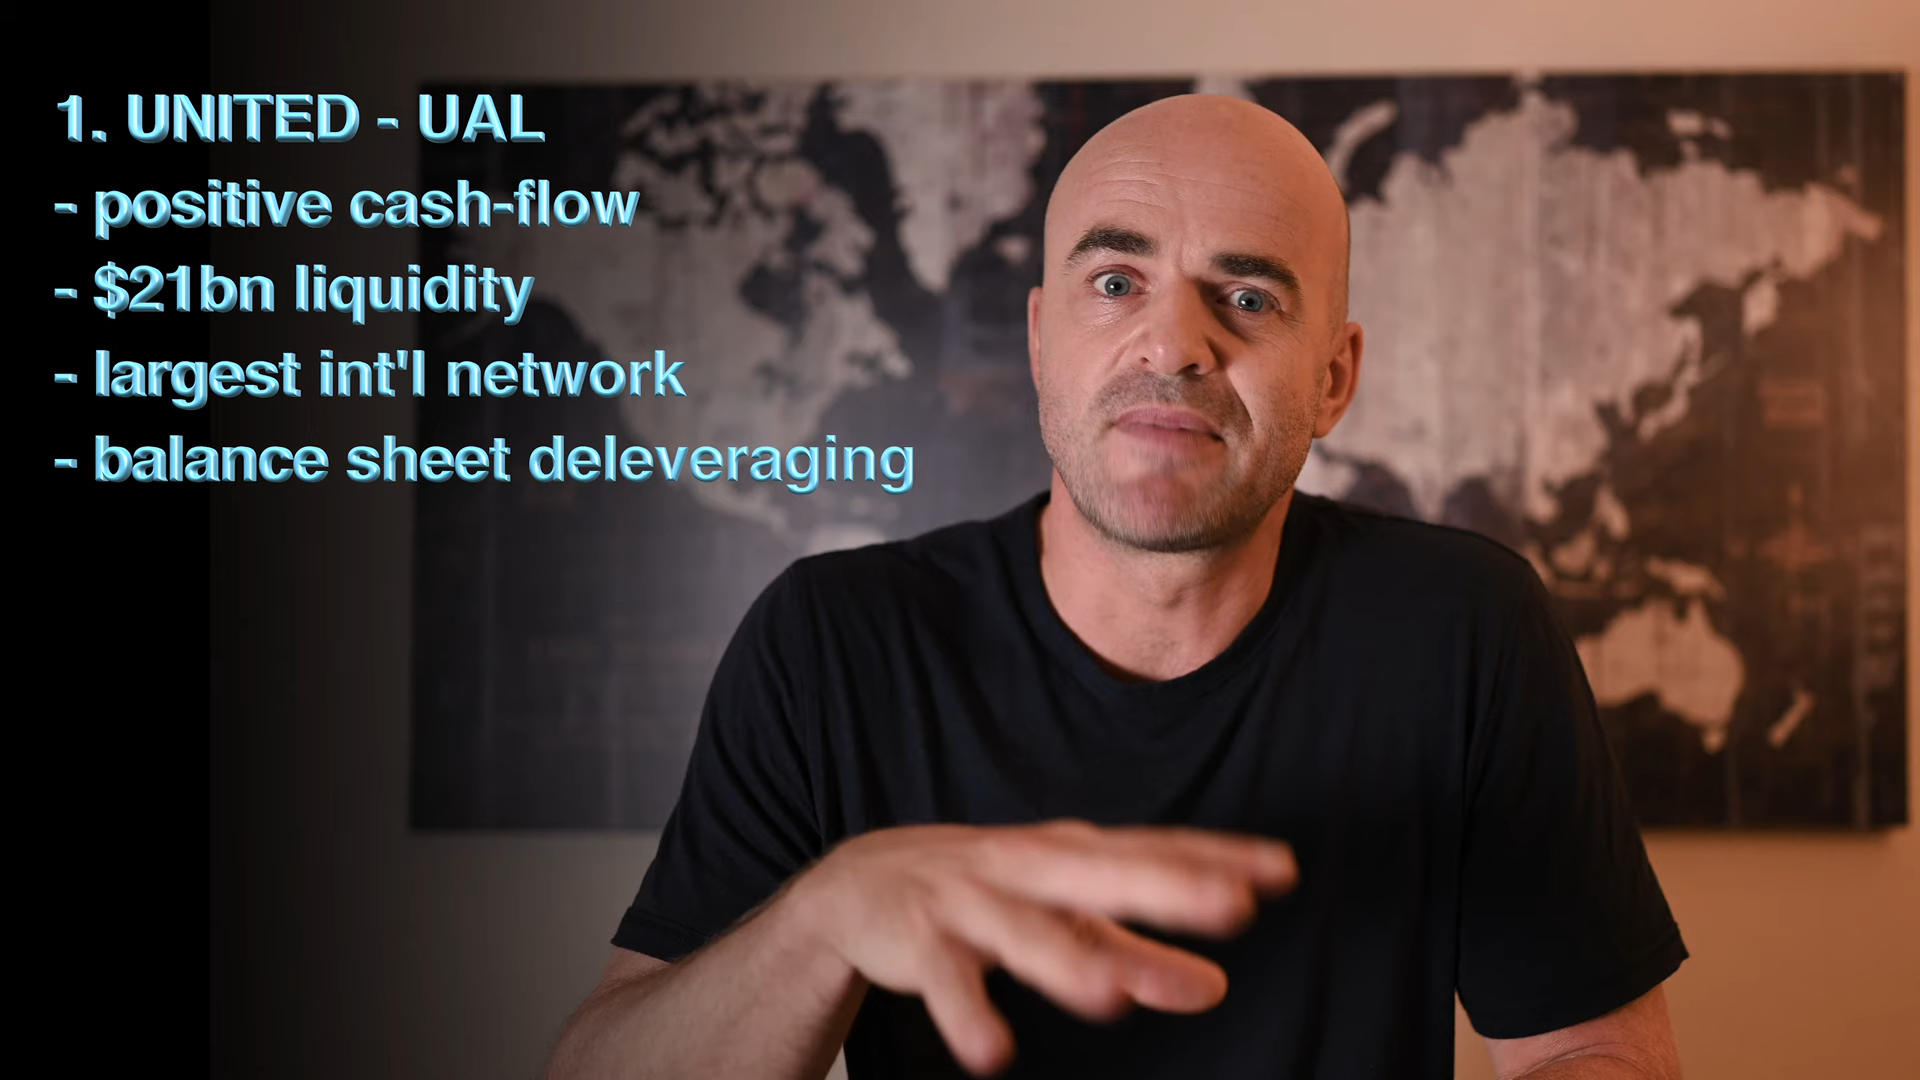 1. UNITED - UAL
- positive cash-flow
- $21bn liquidity
- largest int'l network
- balance sheet deleveraging